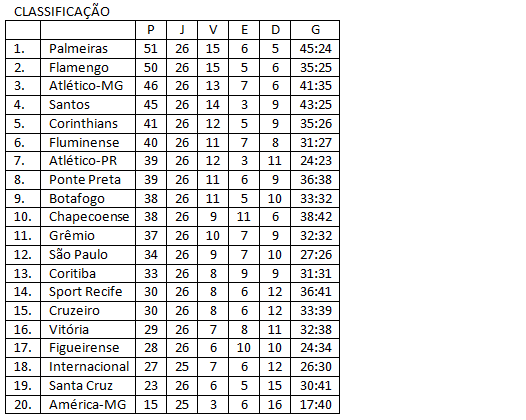 CLASSIFICAÇÃO
P J V E D G
1. Palmeiras 51 26 15 6 5 45:24
2. Flamengo 50 26 15 5 6 35:25
3. Atlético-MG 46 26 13 7 6 41:35
4. Santos 45 26 14 3 9 43:25
5. Corinthians 41 26 12 5 9 35:26
6. Fluminense 40 26 11 7 8 31:27
7. Atlético-PR 39 26 12 3 11 24:23
8. Ponte Preta 39 26 11 6 9 36:38
9. Botafogo 38 26 11 5 10 33:32
10. Chapecoense 38 26 9 11 6 38:42
11. Grêmio 37 26 10 7 9 32:32
12. São Paulo 34 26 9 7 10 27:26
13. Coritiba 33 26 8 9 9 31:31
14. Sport Recife 30 26 8 6 12 36:41
15. Cruzeiro 30 26 8 6 12 33:39
16. Vitória 29 26 7 8 11 32:38
17. Figueirense 28 26 6 10 10 24:34
18. Internacional 27 25 7 6 12 26:30
19. Santa Cruz 23 26 6 5 15 30:41
20. América-MG 15 25 3 6 16 17:40